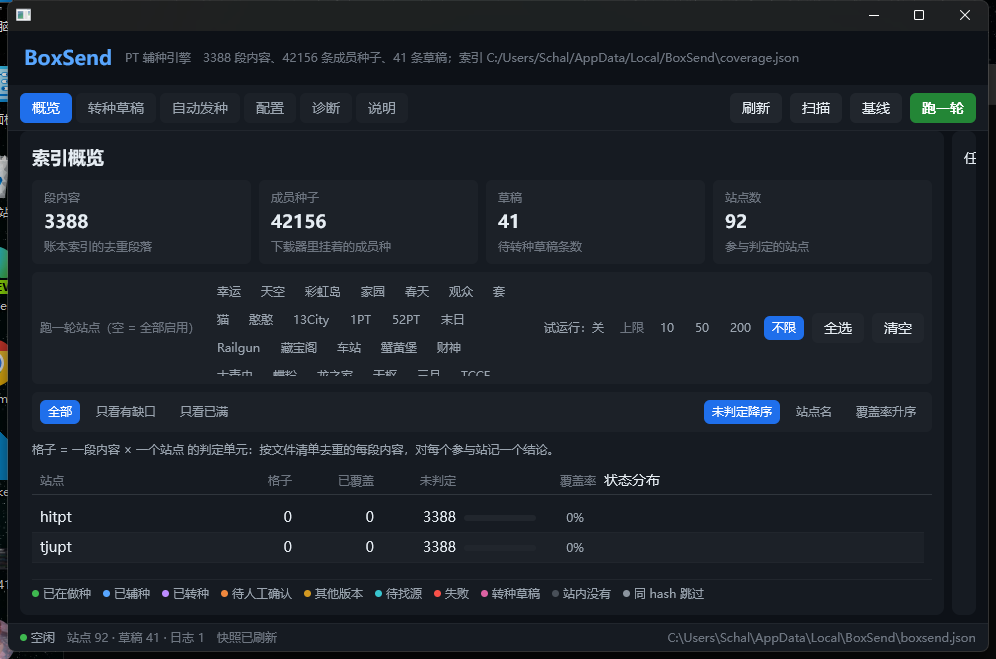 BoxSend PT 辅种引擎 3388 段内容、42156 条成员种子、41 条草稿；索引 C:/Users/Schal/AppData/Local/BoxSend\coverage.json
概览 转种草稿 自动发种 配置 诊断 说明 刷新 扫描 基线 跑一轮
索引概览
任
段内容 成员种子 草稿 站点数
3388 42156 41 92
账本索引的去重段落 下载器里挂着的成员种 待转种草稿条数 参与判定的站点
幸运 天空 彩虹岛 家园 春天 观众 套
猫 憨憨 13City 1PT 52PT 末日
跑一轮站点（空 = 全部启用） 试运行：关 上限 10 50 200 不限 全选 清空
Railgun 藏宝阁 车站 蟹黄堡 财神
全部 只看有缺口 只看已满 未判定降序 站点名 覆盖率升序
格子 = 一段内容 × 一个站点 的判定单元：按文件清单去重的每段内容，对每个参与站记一个结论。
站点 格子 已覆盖 未判定 覆盖率 状态分布
hitpt 0 0 3388 0%
tjupt 0 0 3388 0%
已在做种 已辅种 已转种 待人工确认 其他版本 待找源 失败 转种草稿 站内没有 同 hash 跳过
空闲 站点 92 · 草稿 41 · 日志 1 快照已刷新 C:\Users\Schal\AppData\Local\BoxSend\boxsend.json